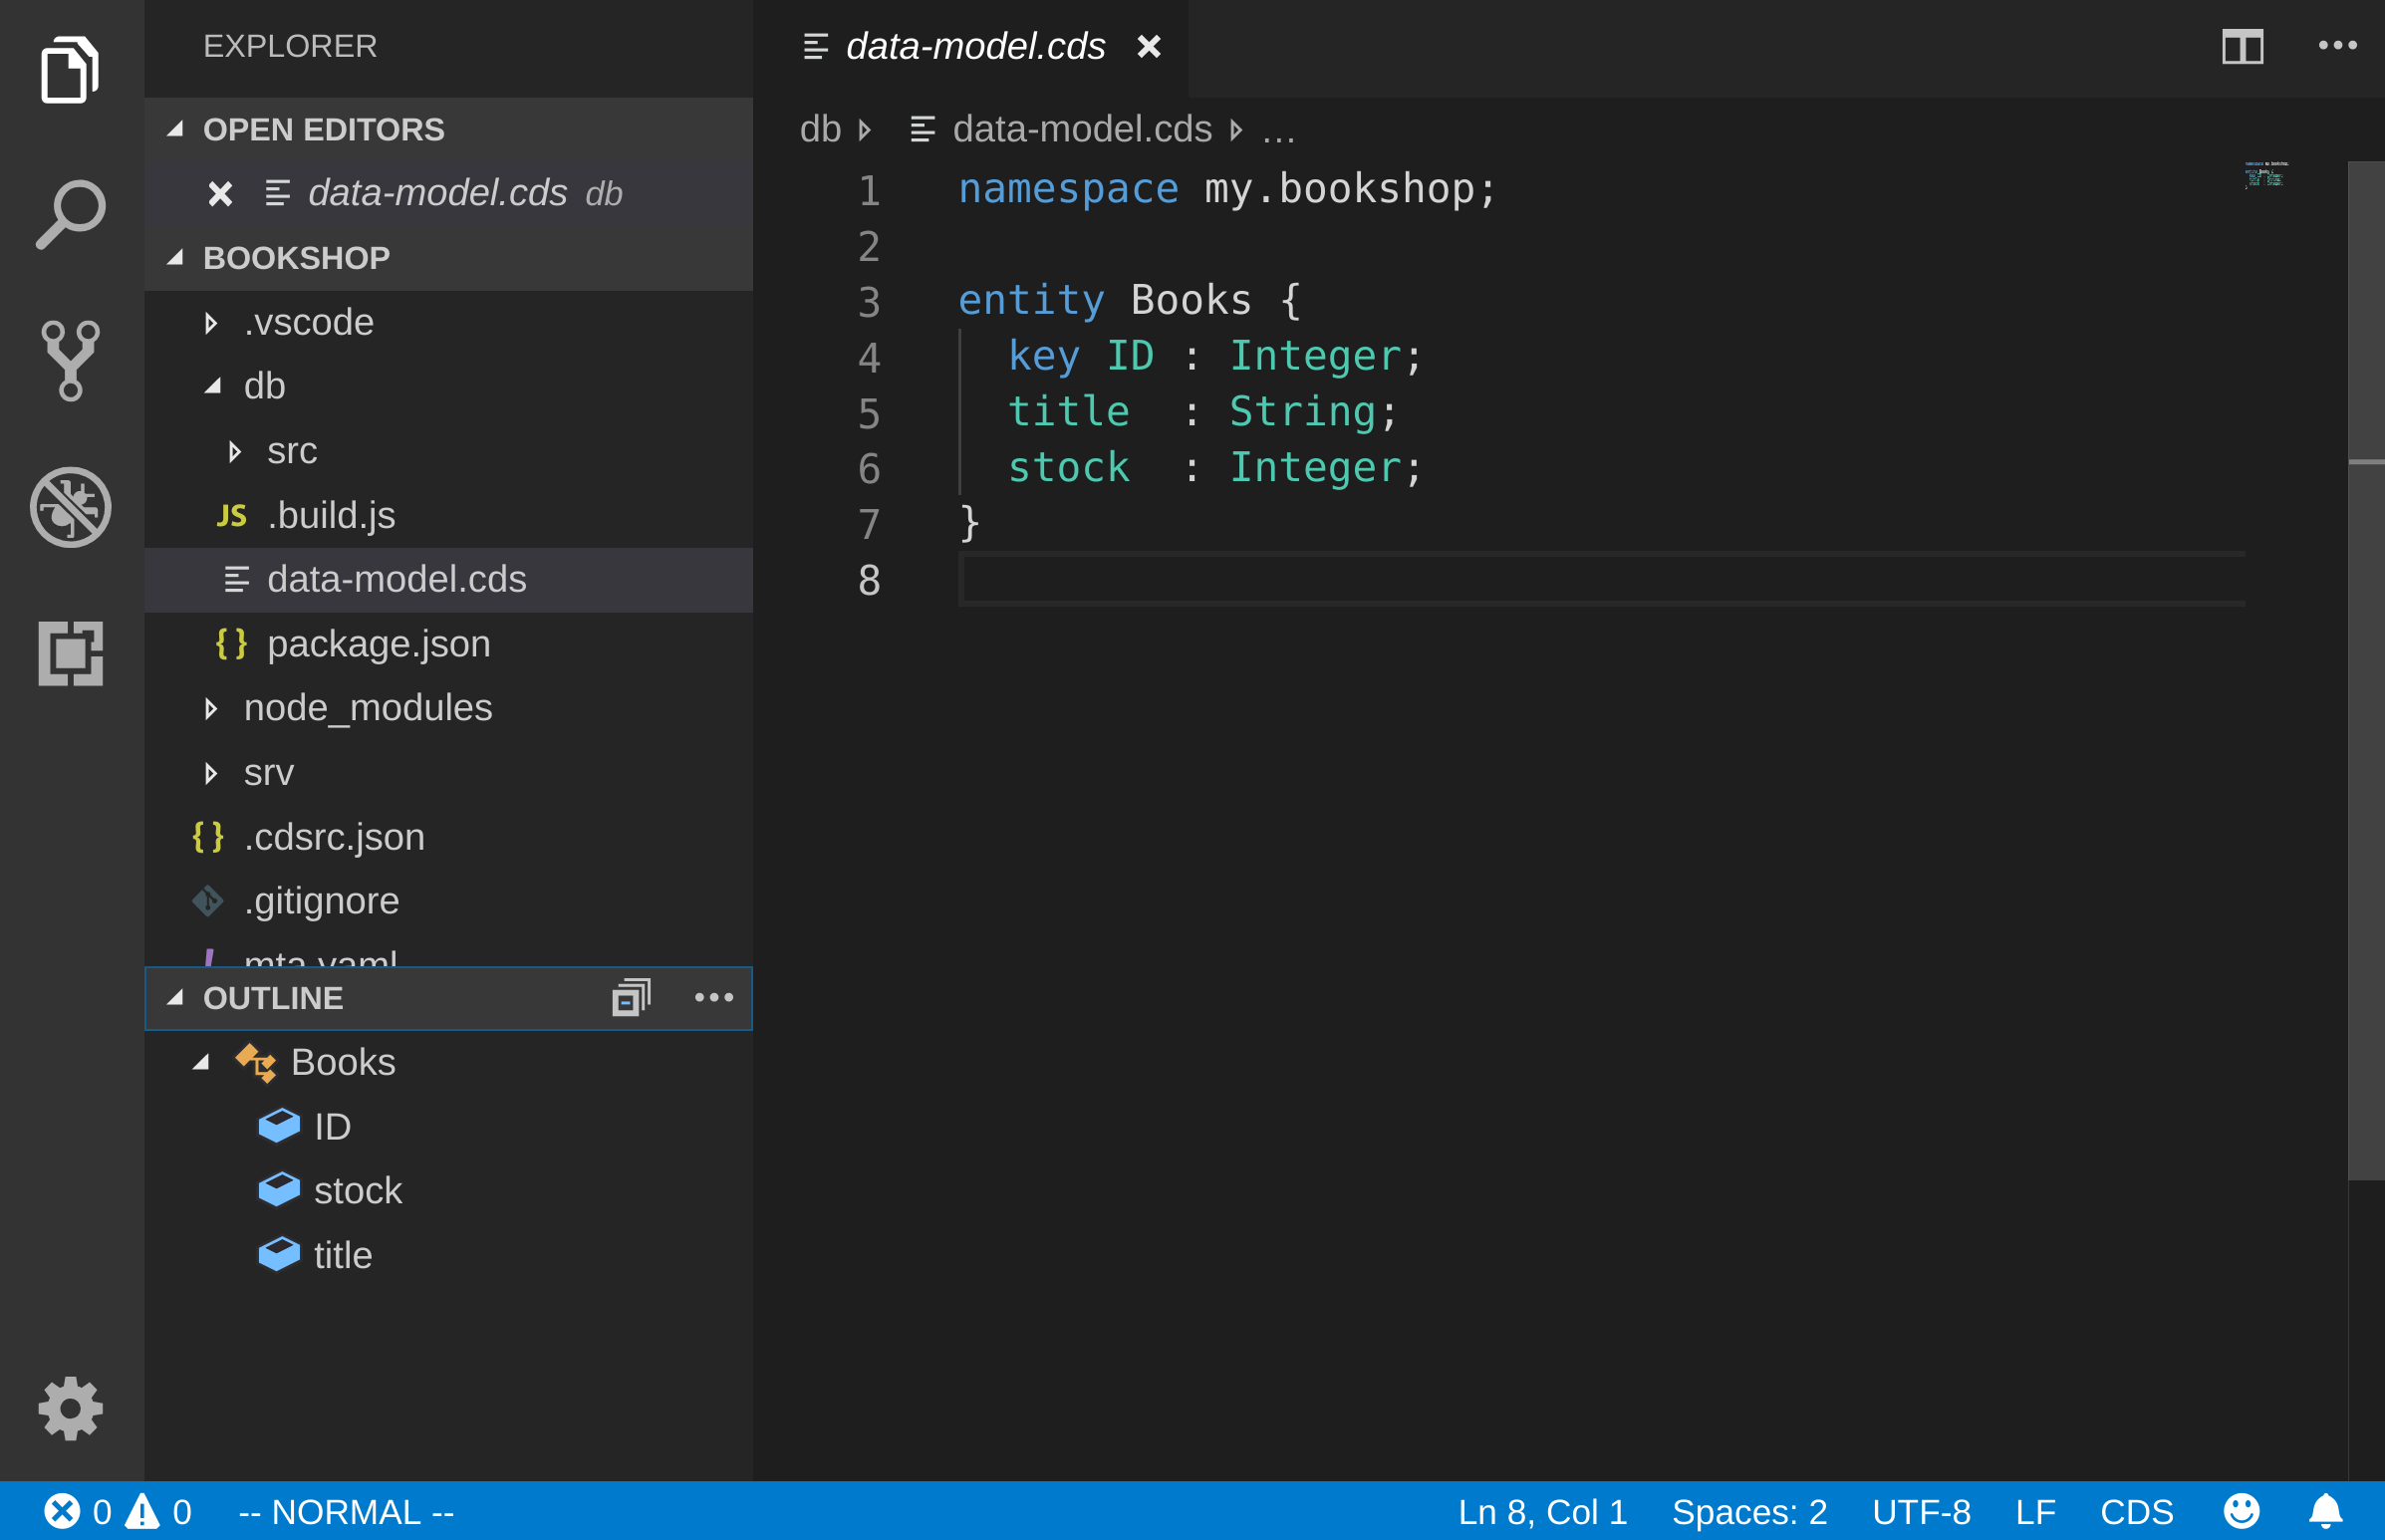 EXPLORER
OPEN EDITORS
data-model.cds db
BOOKSHOP
.vscode
db
src
JS .build.js
data-model.cds
{ } package.json
node_modules
srv
{ } .cdsrc.json
.gitignore
! mta.yaml
OUTLINE
Books
ID
stock
title
data-model.cds
db data-model.cds ...
1 namespace my.bookshop;
2
3 entity Books {
4 key ID : Integer;
5 title : String;
6 stock : Integer;
7 }
8
0 0 -- NORMAL -- Ln 8, Col 1 Spaces: 2 UTF-8 LF CDS